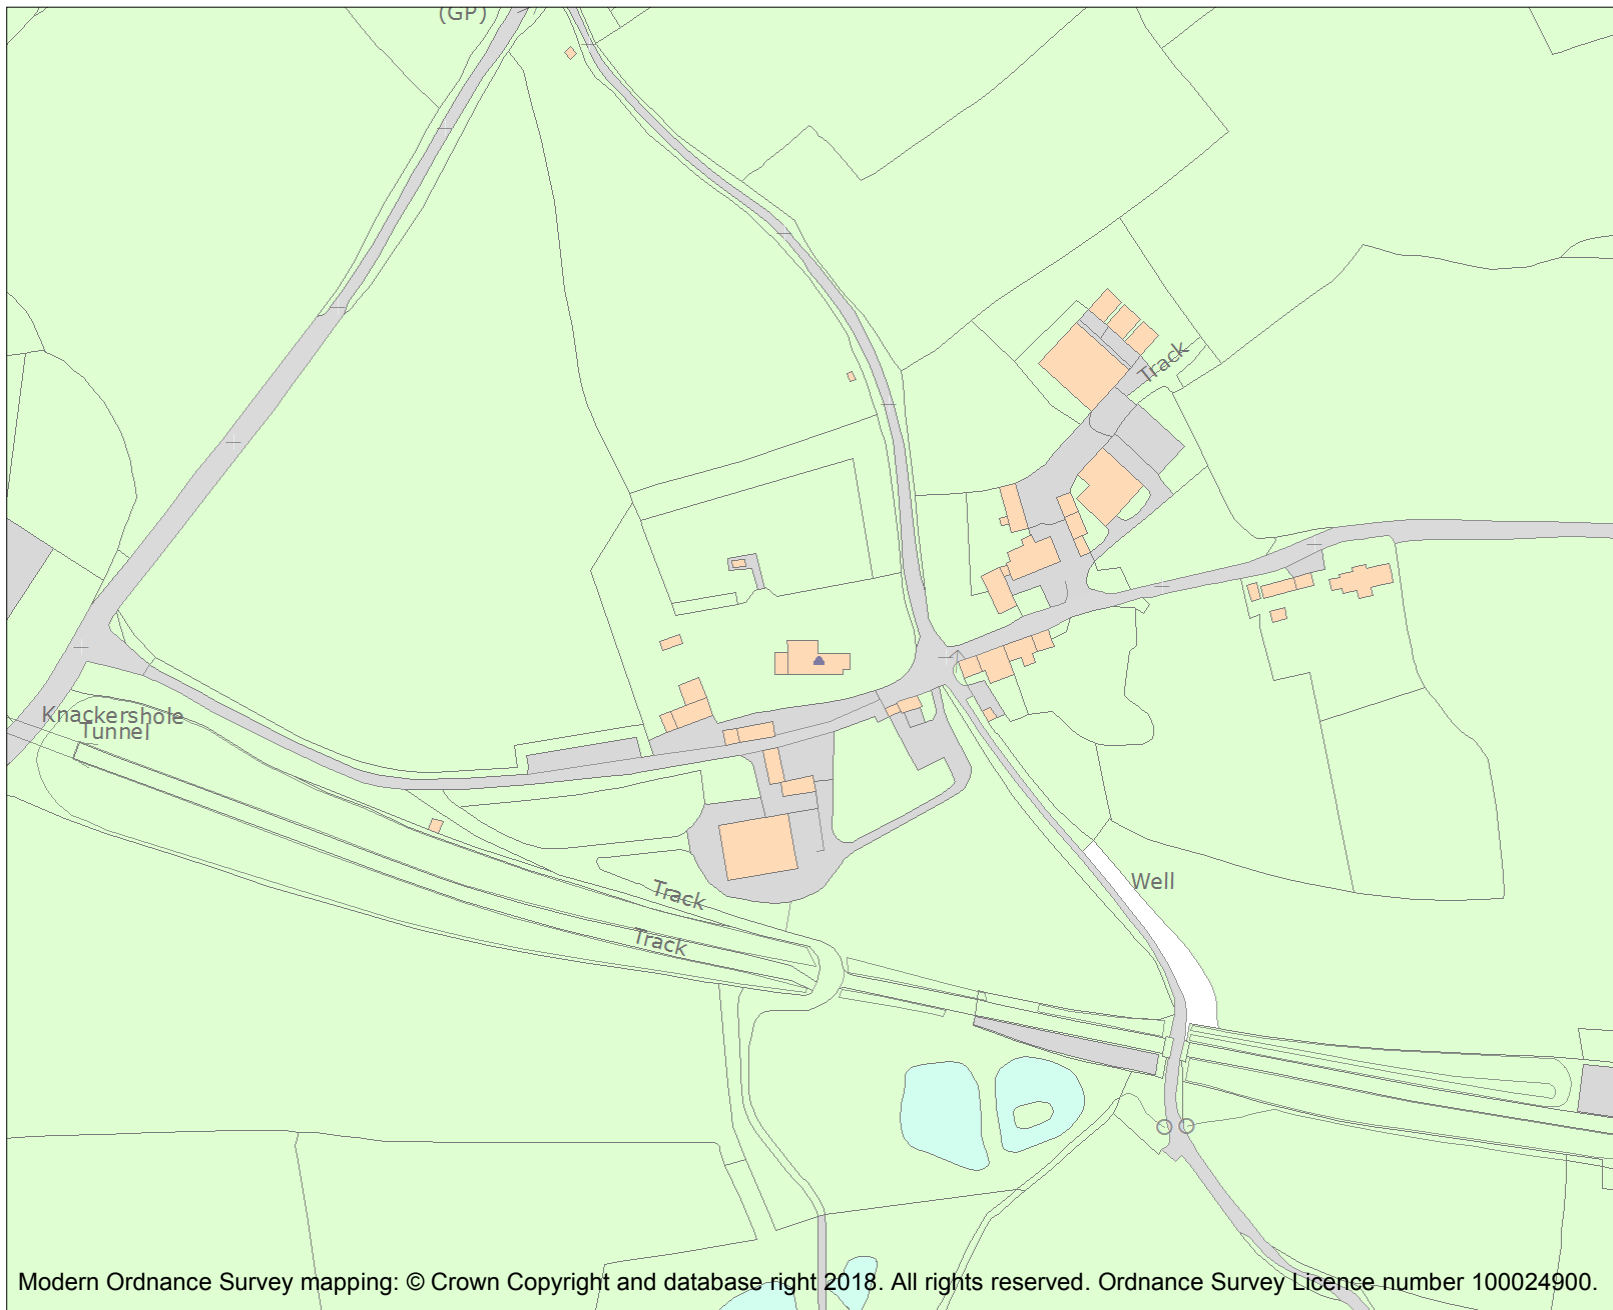 (GP)
Track
Knackershole
Tunnel
Well
Track
Track
Modern Ordnance Survey mapping: © Crown Copyright and database right 2018. All rights reserved. Ordnance Survey Licence number 100024900.